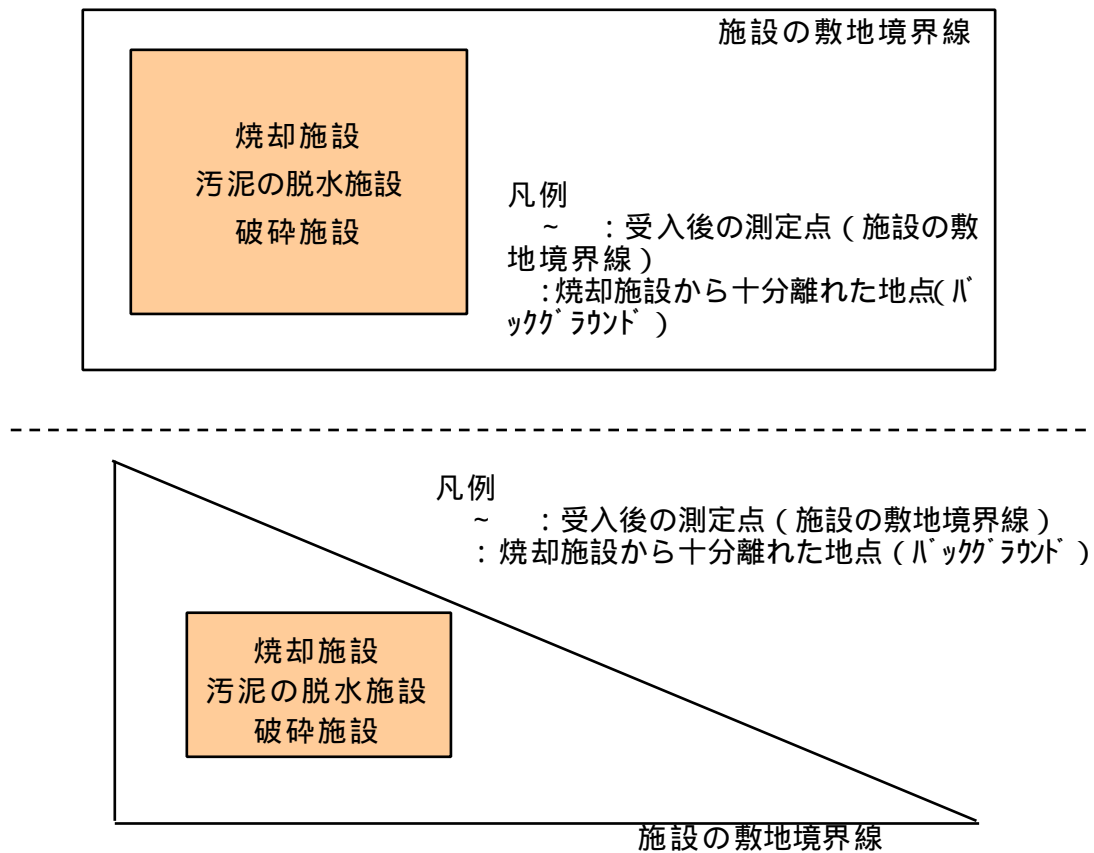 施設の敷地境界線
焼却施設
汚泥の脱水施設
破砕施設
凡例
~ :受入後の測定点(施設の敷
地境界線)
:焼却施設から十分離れた地点(バ
ックグラウンド)
凡例
~ :受入後の測定点(施設の敷地境界線)
:焼却施設から十分離れた地点(バックグラウンド)
焼却施設
汚泥の脱水施設
破砕施設
施設の敷地境界線